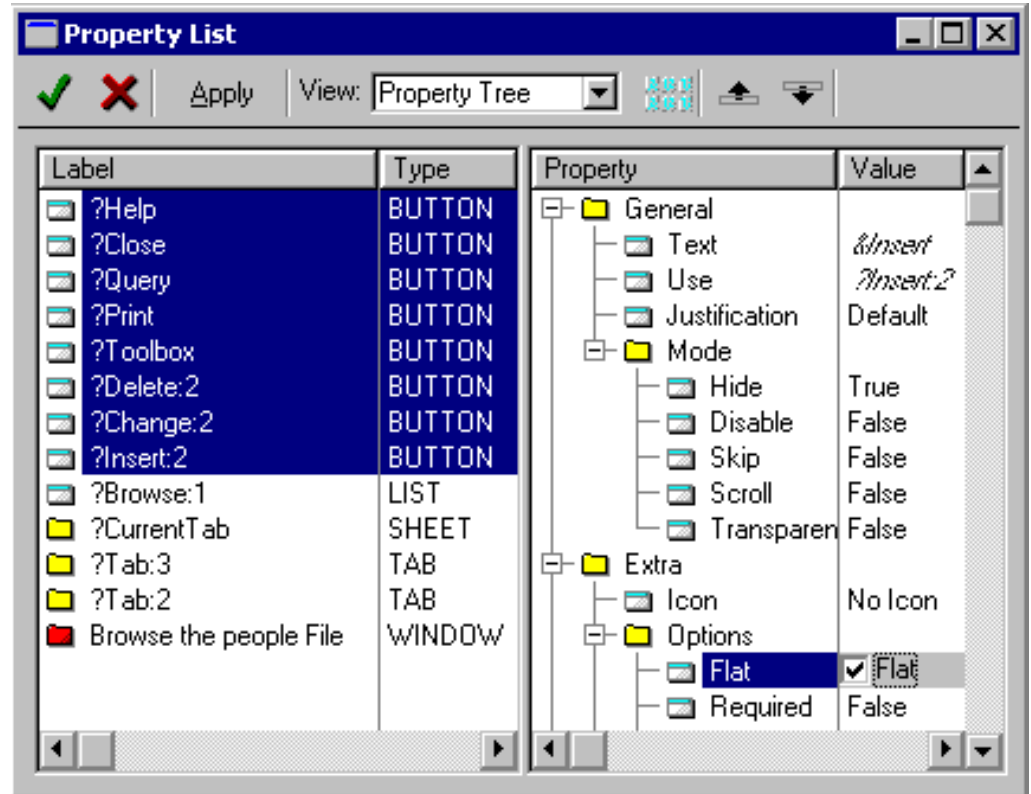 Property List
Apply View: Property Tree
Label Type
?Help BUTTON
?Close BUTTON
?Query BUTTON
?Print BUTTON
?Toolbox BUTTON
?Delete:2 BUTTON
?Change:2 BUTTON
?Insert:2 BUTTON
?Browse:1 LIST
?CurrentTab SHEET
?Tab:3 TAB
?Tab:2 TAB
Browse the people File WINDOW
Property Value
General
Text &Insert
Use ?Insert:2
Justification Default
Mode
Hide True
Disable False
Skip False
Scroll False
Transparen False
Extra
Icon No Icon
Options
Flat Flat
Required False